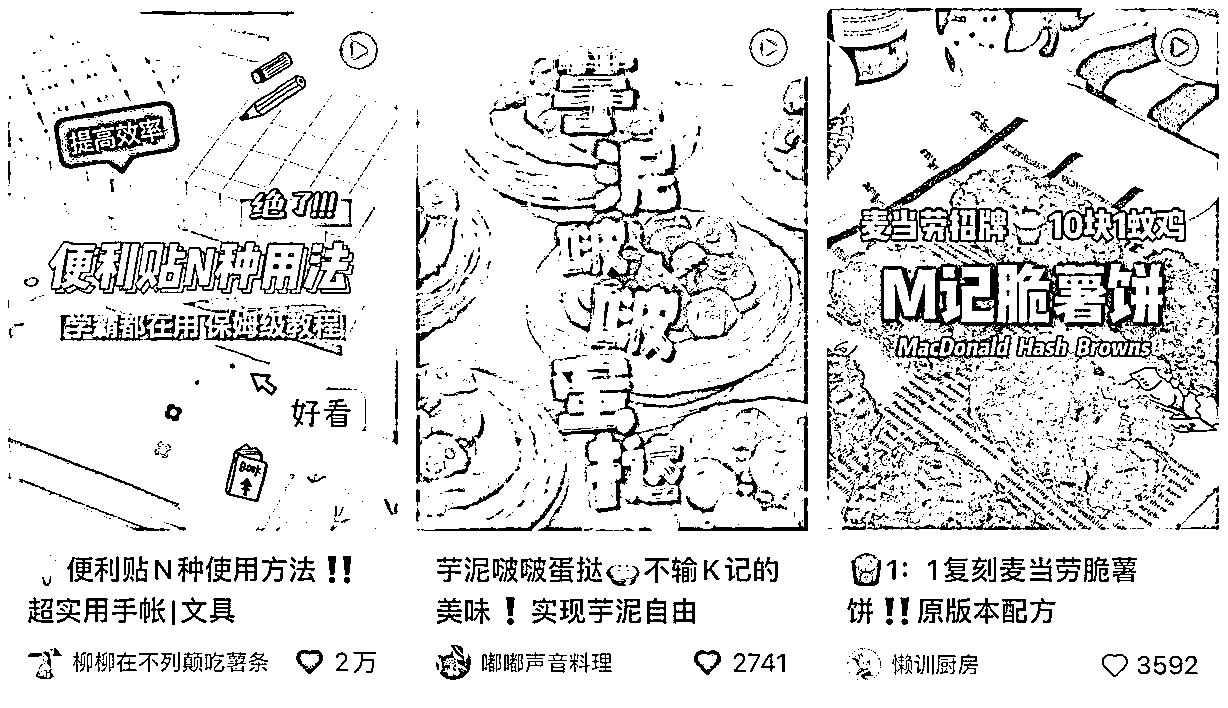 提高效率
绝了!!!
便利贴N种用法
学霸都在用 保姆级教程
好看
Book
便利贴N种使用方法‼️
超实用手帐|文具
柳柳在不列颠吃薯条 2万
芋泥啵啵蛋挞
芋泥啵啵蛋挞不输K记的
美味❗实现芋泥自由
嘟嘟声音料理 2741
麦当劳招牌 10块1蚊鸡
M记脆薯饼
MacDonald Hash Browns
1：1复刻麦当劳脆薯
饼‼️原版本配方
懒训厨房 3592